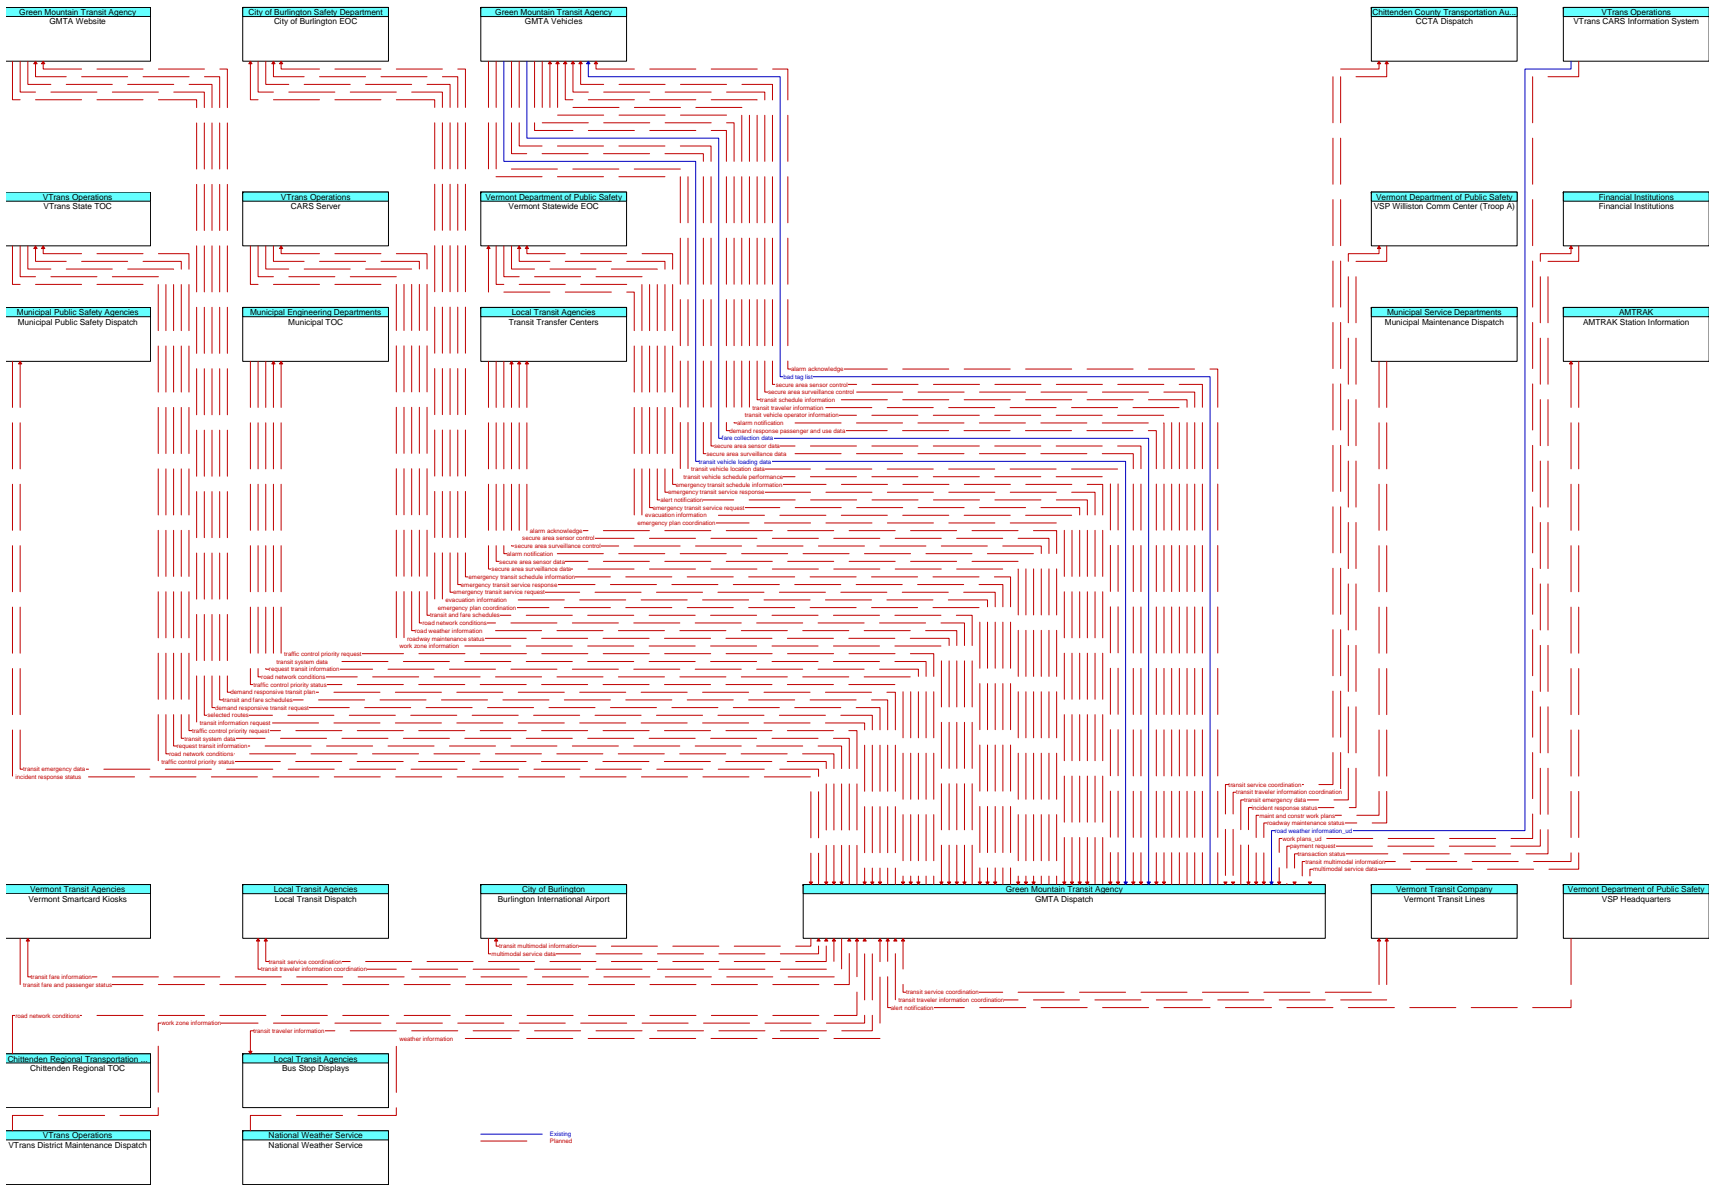 Green Mountain Transit Agency
GMTA Website
City of Burlington Safety Department
City of Burlington EOC
Green Mountain Transit Agency
GMTA Vehicles
Chittenden County Transportation Au...
CCTA Dispatch
VTrans Operations
VTrans CARS Information System
VTrans Operations
VTrans State TOC
VTrans Operations
CARS Server
Vermont Department of Public Safety
Vermont Statewide EOC
Vermont Department of Public Safety
VSP Williston Comm Center (Troop A)
Financial Institutions
Financial Institutions
Municipal Public Safety Agencies
Municipal Public Safety Dispatch
Municipal Engineering Departments
Municipal TOC
Local Transit Agencies
Transit Transfer Centers
Municipal Service Departments
Municipal Maintenance Dispatch
AMTRAK
AMTRAK Station Information
alarm acknowledge
bad tag list
secure area sensor control
secure area surveillance control
transit schedule information
transit traveler information
transit vehicle operator information
alarm notification
demand response passenger and use data
fare collection data
secure area sensor data
secure area surveillance data
transit vehicle loading data
transit vehicle location data
transit vehicle schedule performance
emergency transit schedule information
emergency transit service response
alert notification
emergency transit service request
evacuation information
emergency plan coordination
alarm acknowledge
secure area sensor control
secure area surveillance control
alarm notification
secure area sensor data
secure area surveillance data
emergency transit schedule information
emergency transit service response
emergency transit service request
evacuation information
emergency plan coordination
transit and fare schedules
road network conditions
road weather information
roadway maintenance status
work zone information
traffic control priority request
transit system data
request transit information
road network conditions
traffic control priority status
demand responsive transit plan
transit and fare schedules
demand responsive transit request
selected routes
transit information request
traffic control priority request
transit system data
request transit information
road network conditions
traffic control priority status
transit emergency data
incident response status
transit service coordination
transit traveler information coordination
transit emergency data
incident response status
maint and constr work plans
roadway maintenance status
road weather information_ud
work plans_ud
payment request
transaction status
transit multimodal information
multimodal service data
Vermont Transit Agencies
Vermont Smartcard Kiosks
Local Transit Agencies
Local Transit Dispatch
City of Burlington
Burlington International Airport
Green Mountain Transit Agency
GMTA Dispatch
Vermont Transit Company
Vermont Transit Lines
Vermont Department of Public Safety
VSP Headquarters
transit multimodal information
multimodal service data
transit service coordination
transit traveler information coordination
transit fare information
transit fare and passenger status
transit service coordination
transit traveler information coordination
alert notification
road network conditions
work zone information
transit traveler information
weather information
Chittenden Regional Transportation ...
Chittenden Regional TOC
Local Transit Agencies
Bus Stop Displays
VTrans Operations
VTrans District Maintenance Dispatch
National Weather Service
National Weather Service
Existing
Planned